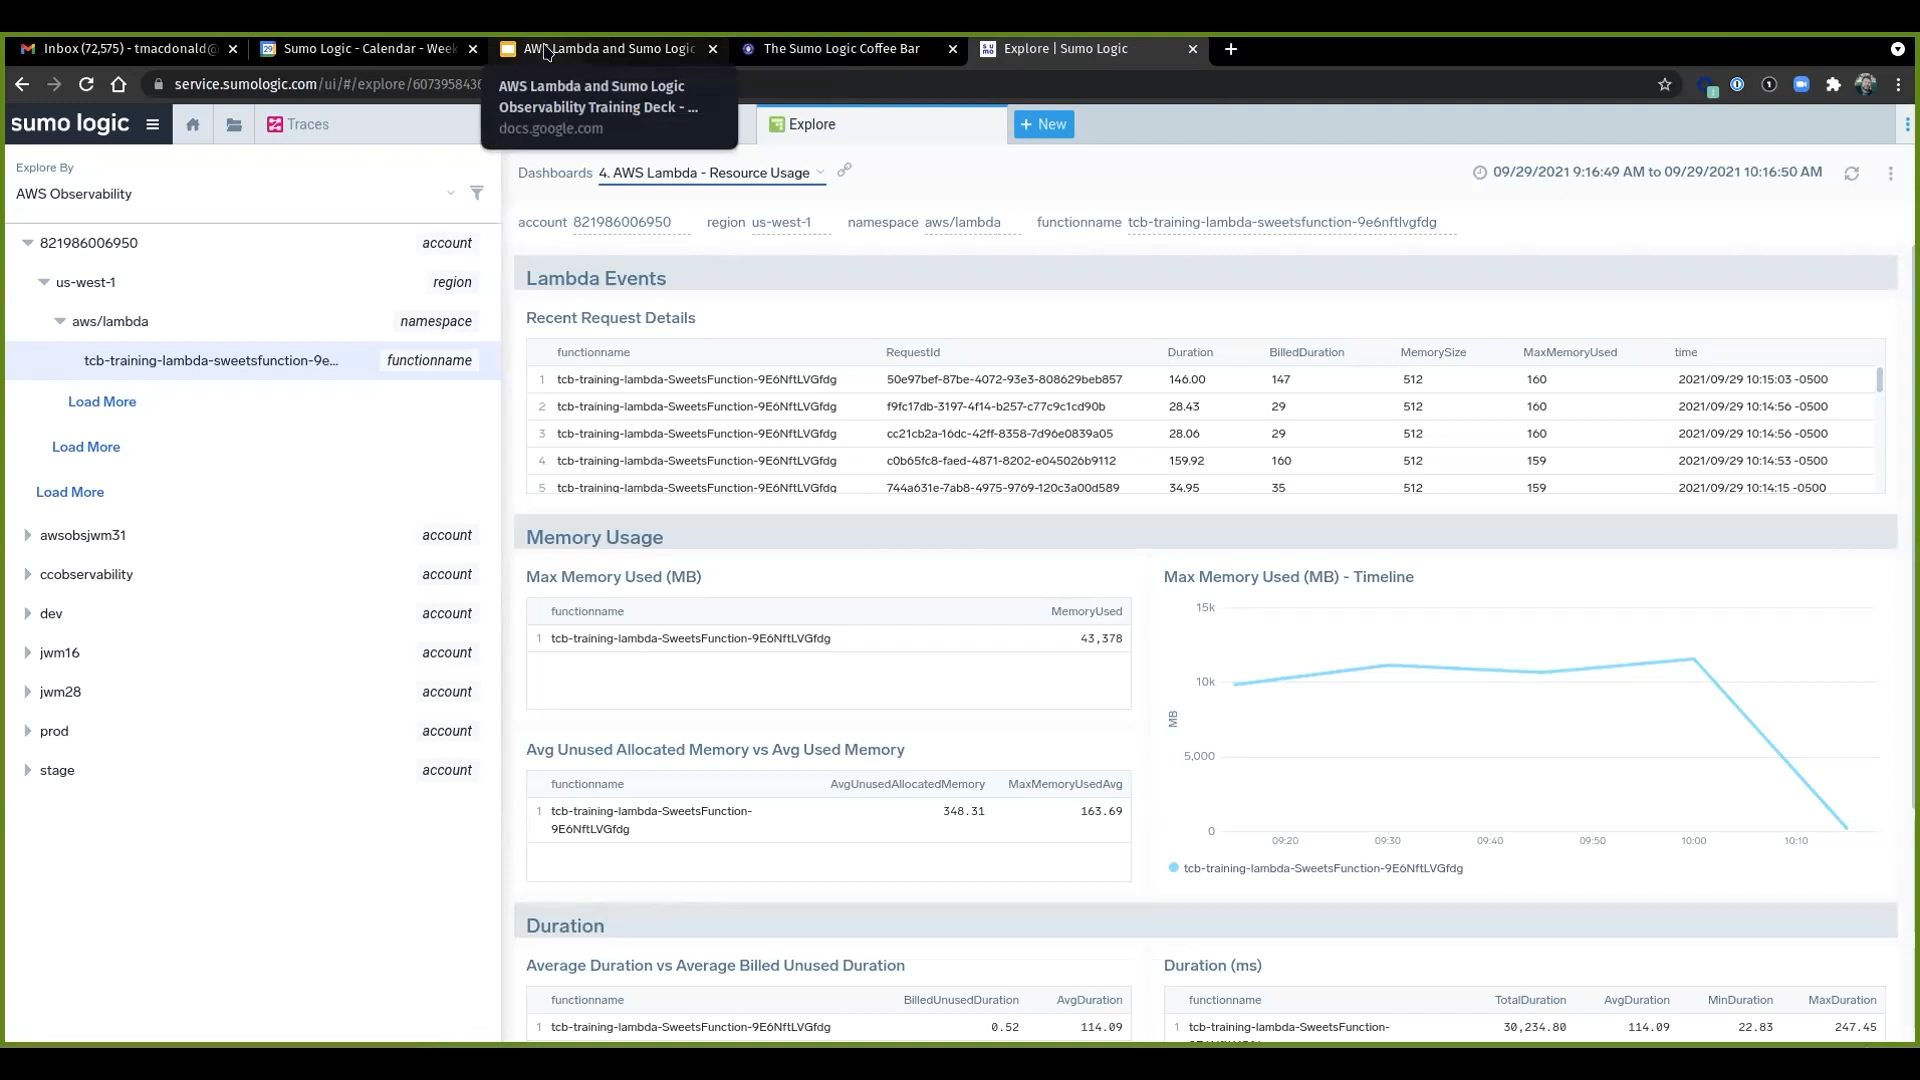 Inbox (72,575) - tmacdonald@
Sumo Logic - Calendar - Week
AWS Lambda and Sumo Logic
The Sumo Logic Coffee Bar
Explore | Sumo Logic
service.sumologic.com/ui/#/explore/607395843
AWS Lambda and Sumo Logic
Observability Training Deck - ...
docs.google.com
sumo logic
Traces
Explore
+ New
Explore By
AWS Observability
821986006950 account
us-west-1 region
aws/lambda namespace
tcb-training-lambda-sweetsfunction-9e... functionname
Load More
Load More
Load More
awsobsjwm31 account
ccobservability account
dev account
jwm16 account
jwm28 account
prod account
stage account
Dashboards 4. AWS Lambda - Resource Usage
09/29/2021 9:16:49 AM to 09/29/2021 10:16:50 AM
account 821986006950 region us-west-1 namespace aws/lambda functionname tcb-training-lambda-sweetsfunction-9e6nftlvgfdg
Lambda Events
Recent Request Details
functionname RequestId Duration BilledDuration MemorySize MaxMemoryUsed time
1 tcb-training-lambda-SweetsFunction-9E6NftLVGfdg 50e97bef-87be-4072-93e3-808629beb857 146.00 147 512 160 2021/09/29 10:15:03 -0500
2 tcb-training-lambda-SweetsFunction-9E6NftLVGfdg f9fc17db-3197-4f14-b257-c77c9c1cd90b 28.43 29 512 160 2021/09/29 10:14:56 -0500
3 tcb-training-lambda-SweetsFunction-9E6NftLVGfdg cc21cb2a-16dc-42ff-8358-7d96e0839a05 28.06 29 512 160 2021/09/29 10:14:56 -0500
4 tcb-training-lambda-SweetsFunction-9E6NftLVGfdg c0b65fc8-faed-4871-8202-e045026b9112 159.92 160 512 159 2021/09/29 10:14:53 -0500
5 tcb-training-lambda-SweetsFunction-9E6NftLVGfdg 744a631e-7ab8-4975-9769-120c3a00d589 34.95 35 512 159 2021/09/29 10:14:15 -0500
Memory Usage
Max Memory Used (MB)
functionname MemoryUsed
1 tcb-training-lambda-SweetsFunction-9E6NftLVGfdg 43,378
Avg Unused Allocated Memory vs Avg Used Memory
functionname AvgUnusedAllocatedMemory MaxMemoryUsedAvg
1 tcb-training-lambda-SweetsFunction- 348.31 163.69
9E6NftLVGfdg
Max Memory Used (MB) - Timeline
15k
10k
MB
5,000
0
09:20 09:30 09:40 09:50 10:00 10:10
tcb-training-lambda-SweetsFunction-9E6NftLVGfdg
Duration
Average Duration vs Average Billed Unused Duration
functionname BilledUnusedDuration AvgDuration
1 tcb-training-lambda-SweetsFunction-9E6NftLVGfdg 0.52 114.09
Duration (ms)
functionname TotalDuration AvgDuration MinDuration MaxDuration
1 tcb-training-lambda-SweetsFunction- 30,234.80 114.09 22.83 247.45